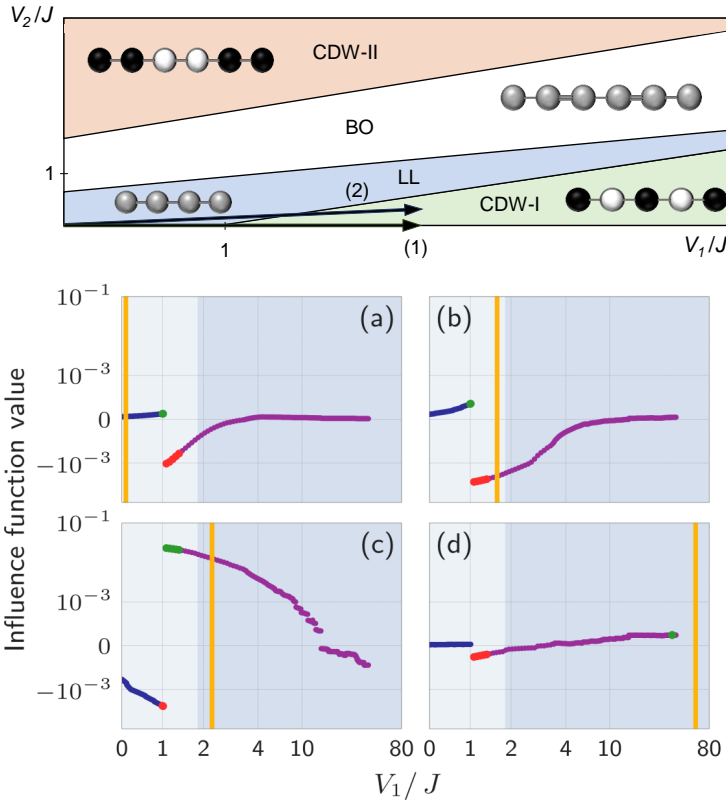 V2/J
CDW-II
BO
1
(2)
LL
CDW-I
1
(1)
V1/J
Influence function value
10^-1
10^-3
0
−10^-3
(a)
(b)
10^-1
10^-3
0
−10^-3
(c)
(d)
0 1 2 4 10 80
0 1 2 4 10 80
V1/ J